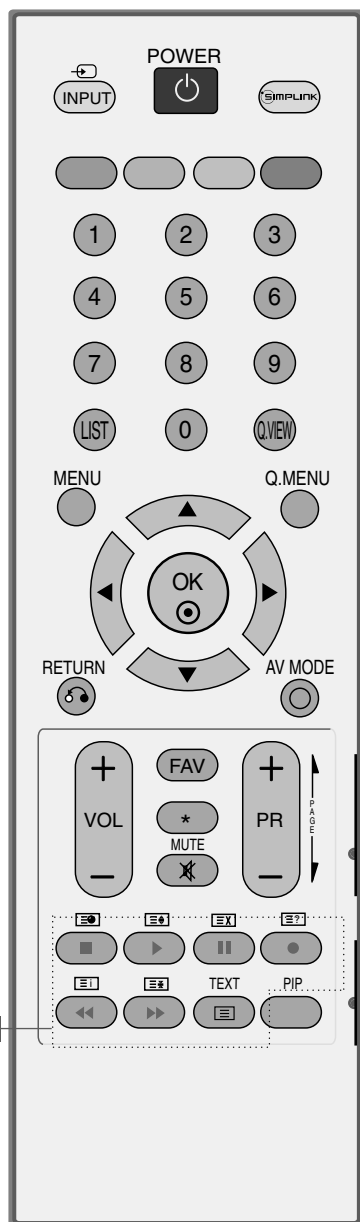 POWER
INPUT
SIMPLINK
1 2 3
4 5 6
7 8 9
LIST 0 Q.VIEW
MENU Q.MENU
OK
RETURN AV MODE
+ FAV +
VOL * PR
PAGE
MUTE
- -
i
?
TEXT PIP